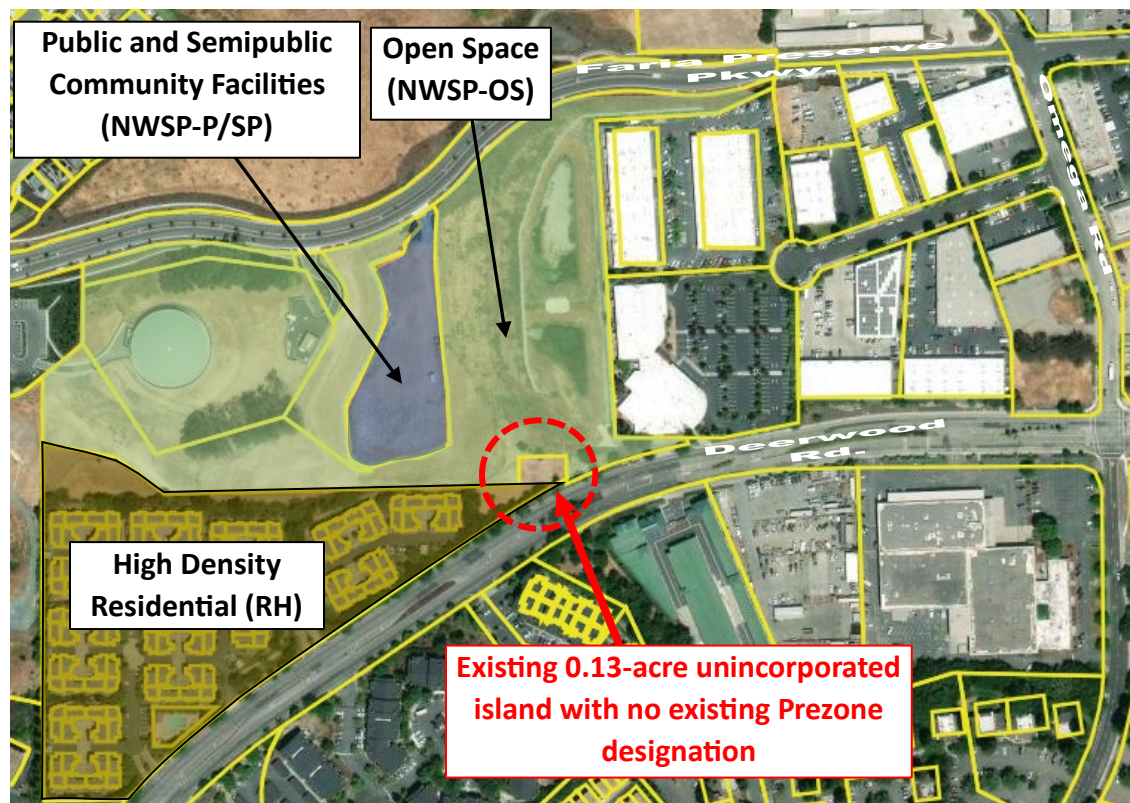 Public and Semipublic
Community Facilities
(NWSP-P/SP)
Open Space
(NWSP-OS)
Faria Preserve
Pkwy.
Omega Rd
Deerwood
Rd.
High Density
Residential (RH)
Existing 0.13-acre unincorporated
island with no existing Prezone
designation